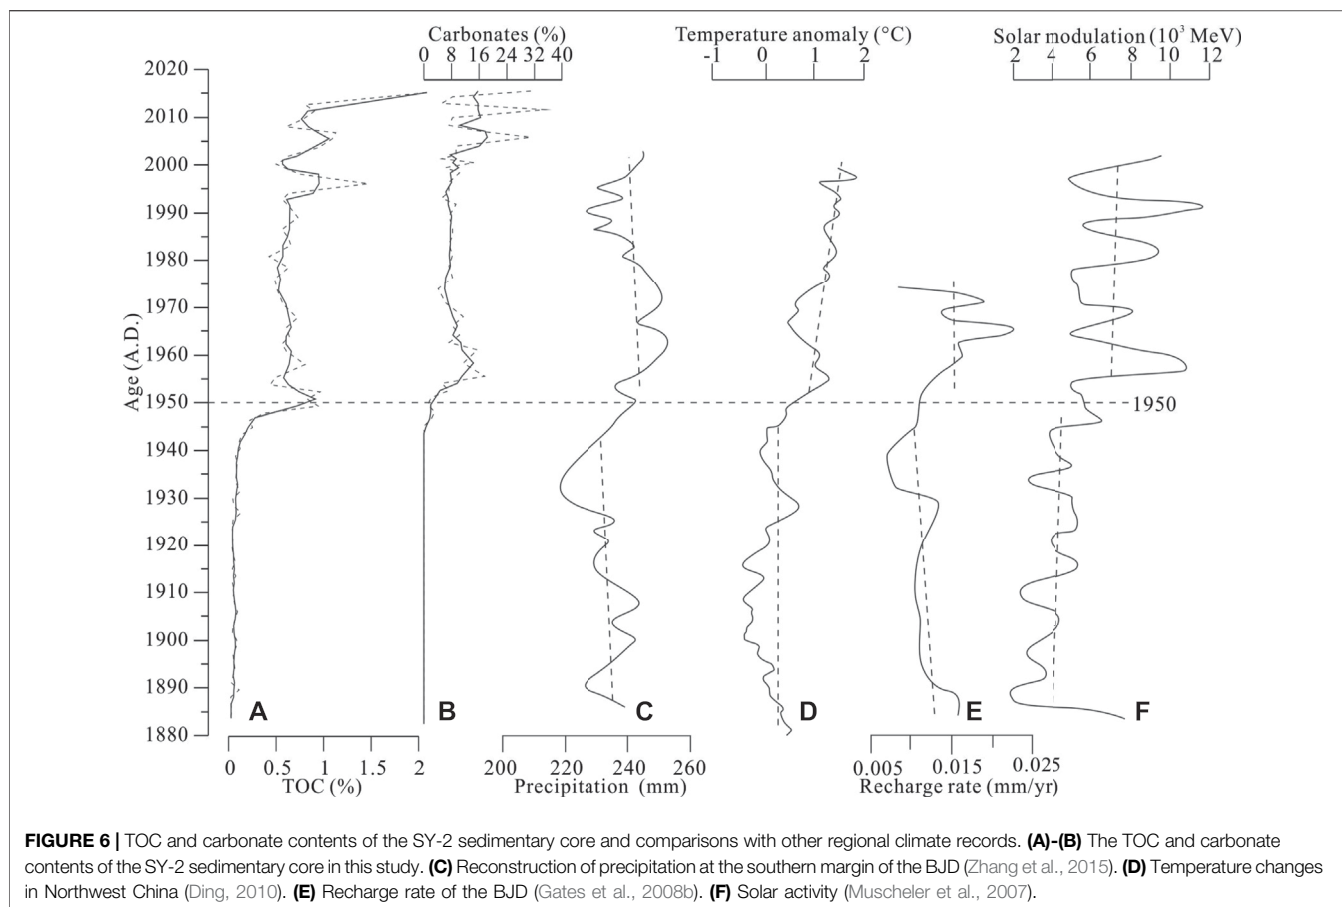 Carbonates (%)
0 8 16 24 32 40
Temperature anomaly (°C)
-1 0 1 2
Solar modulation (10³ MeV)
2 4 6 8 10 12
2020
2010
2000
1990
1980
1970
1960
1950
1940
1930
1920
1910
1900
1890
1880
Age (A.D.)
1950
A B C D E F
0 0.5 1 1.5 2
TOC (%)
200 220 240 260
Precipitation (mm)
0.005 0.015 0.025
Recharge rate (mm/yr)
FIGURE 6 | TOC and carbonate contents of the SY-2 sedimentary core and comparisons with other regional climate records. (A)-(B) The TOC and carbonate
contents of the SY-2 sedimentary core in this study. (C) Reconstruction of precipitation at the southern margin of the BJD (Zhang et al., 2015). (D) Temperature changes
in Northwest China (Ding, 2010). (E) Recharge rate of the BJD (Gates et al., 2008b). (F) Solar activity (Muscheler et al., 2007).